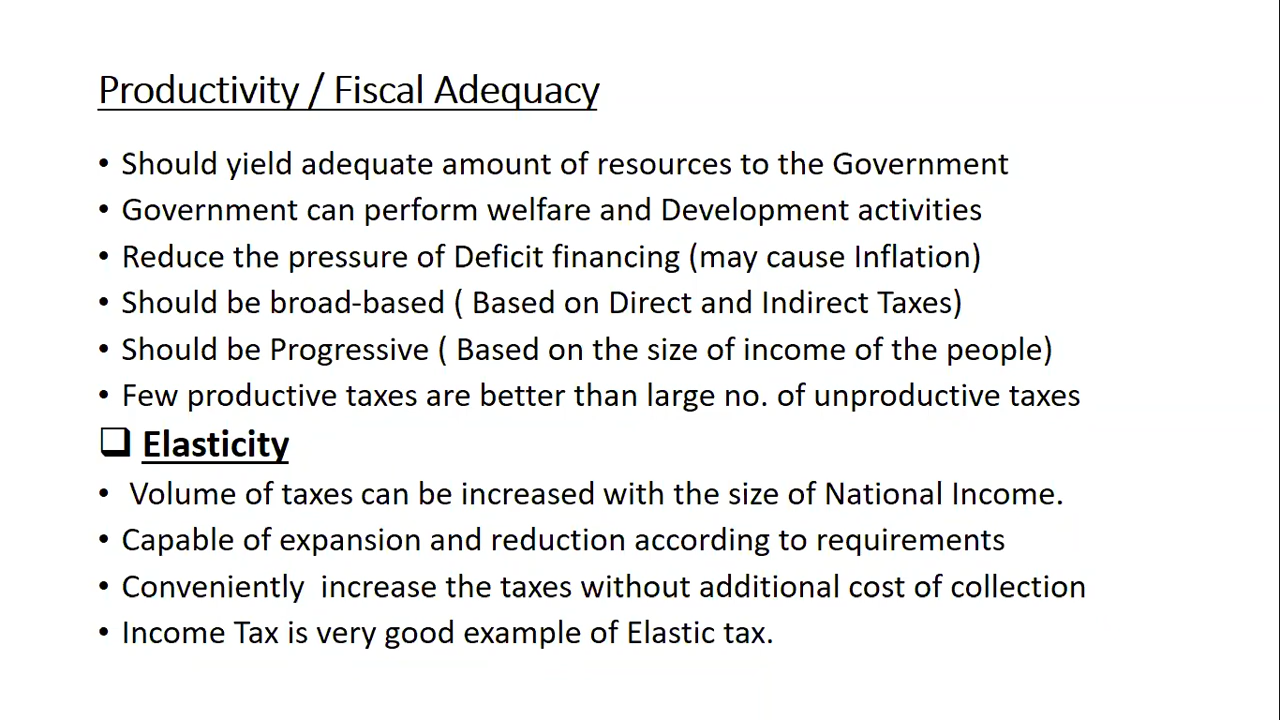 Productivity / Fiscal Adequacy
• Should yield adequate amount of resources to the Government
• Government can perform welfare and Development activities
• Reduce the pressure of Deficit financing (may cause Inflation)
• Should be broad-based ( Based on Direct and Indirect Taxes)
• Should be Progressive ( Based on the size of income of the people)
• Few productive taxes are better than large no. of unproductive taxes
❑ Elasticity
• Volume of taxes can be increased with the size of National Income.
• Capable of expansion and reduction according to requirements
• Conveniently increase the taxes without additional cost of collection
• Income Tax is very good example of Elastic tax.